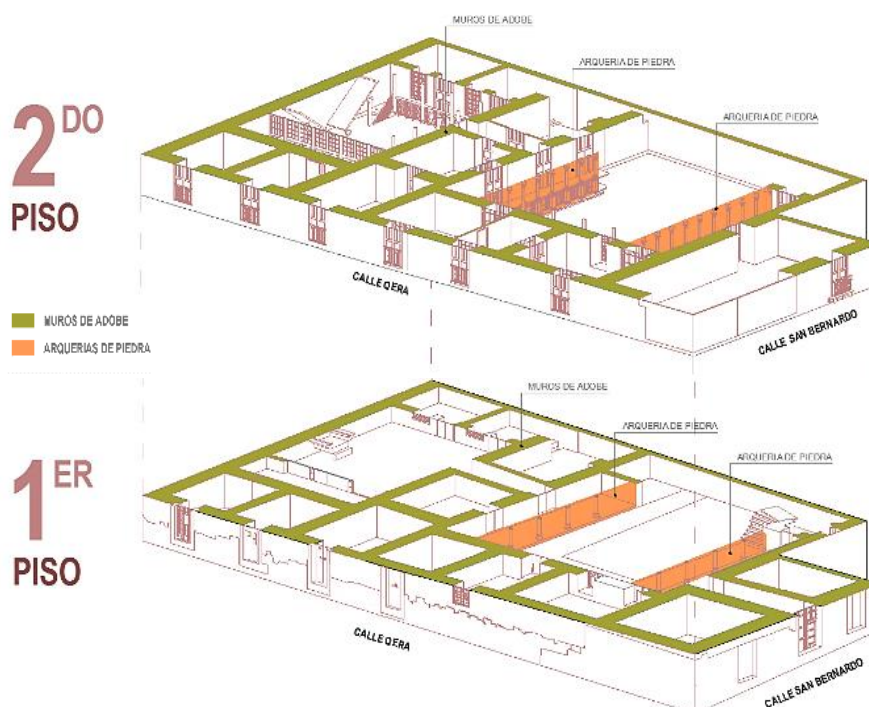 MUROS DE ADOBE
ARQUERIA DE PIEDRA
ARQUERIA DE PIEDRA
2DO
PISO
CALLE QERA
CALLE SAN BERNARDO
MUROS DE ADOBE
ARQUERIAS DE PIEDRA
MUROS DE ADOBE
ARQUERIA DE PIEDRA
ARQUERIA DE PIEDRA
1ER
PISO
CALLE QERA
CALLE SAN BERNARDO